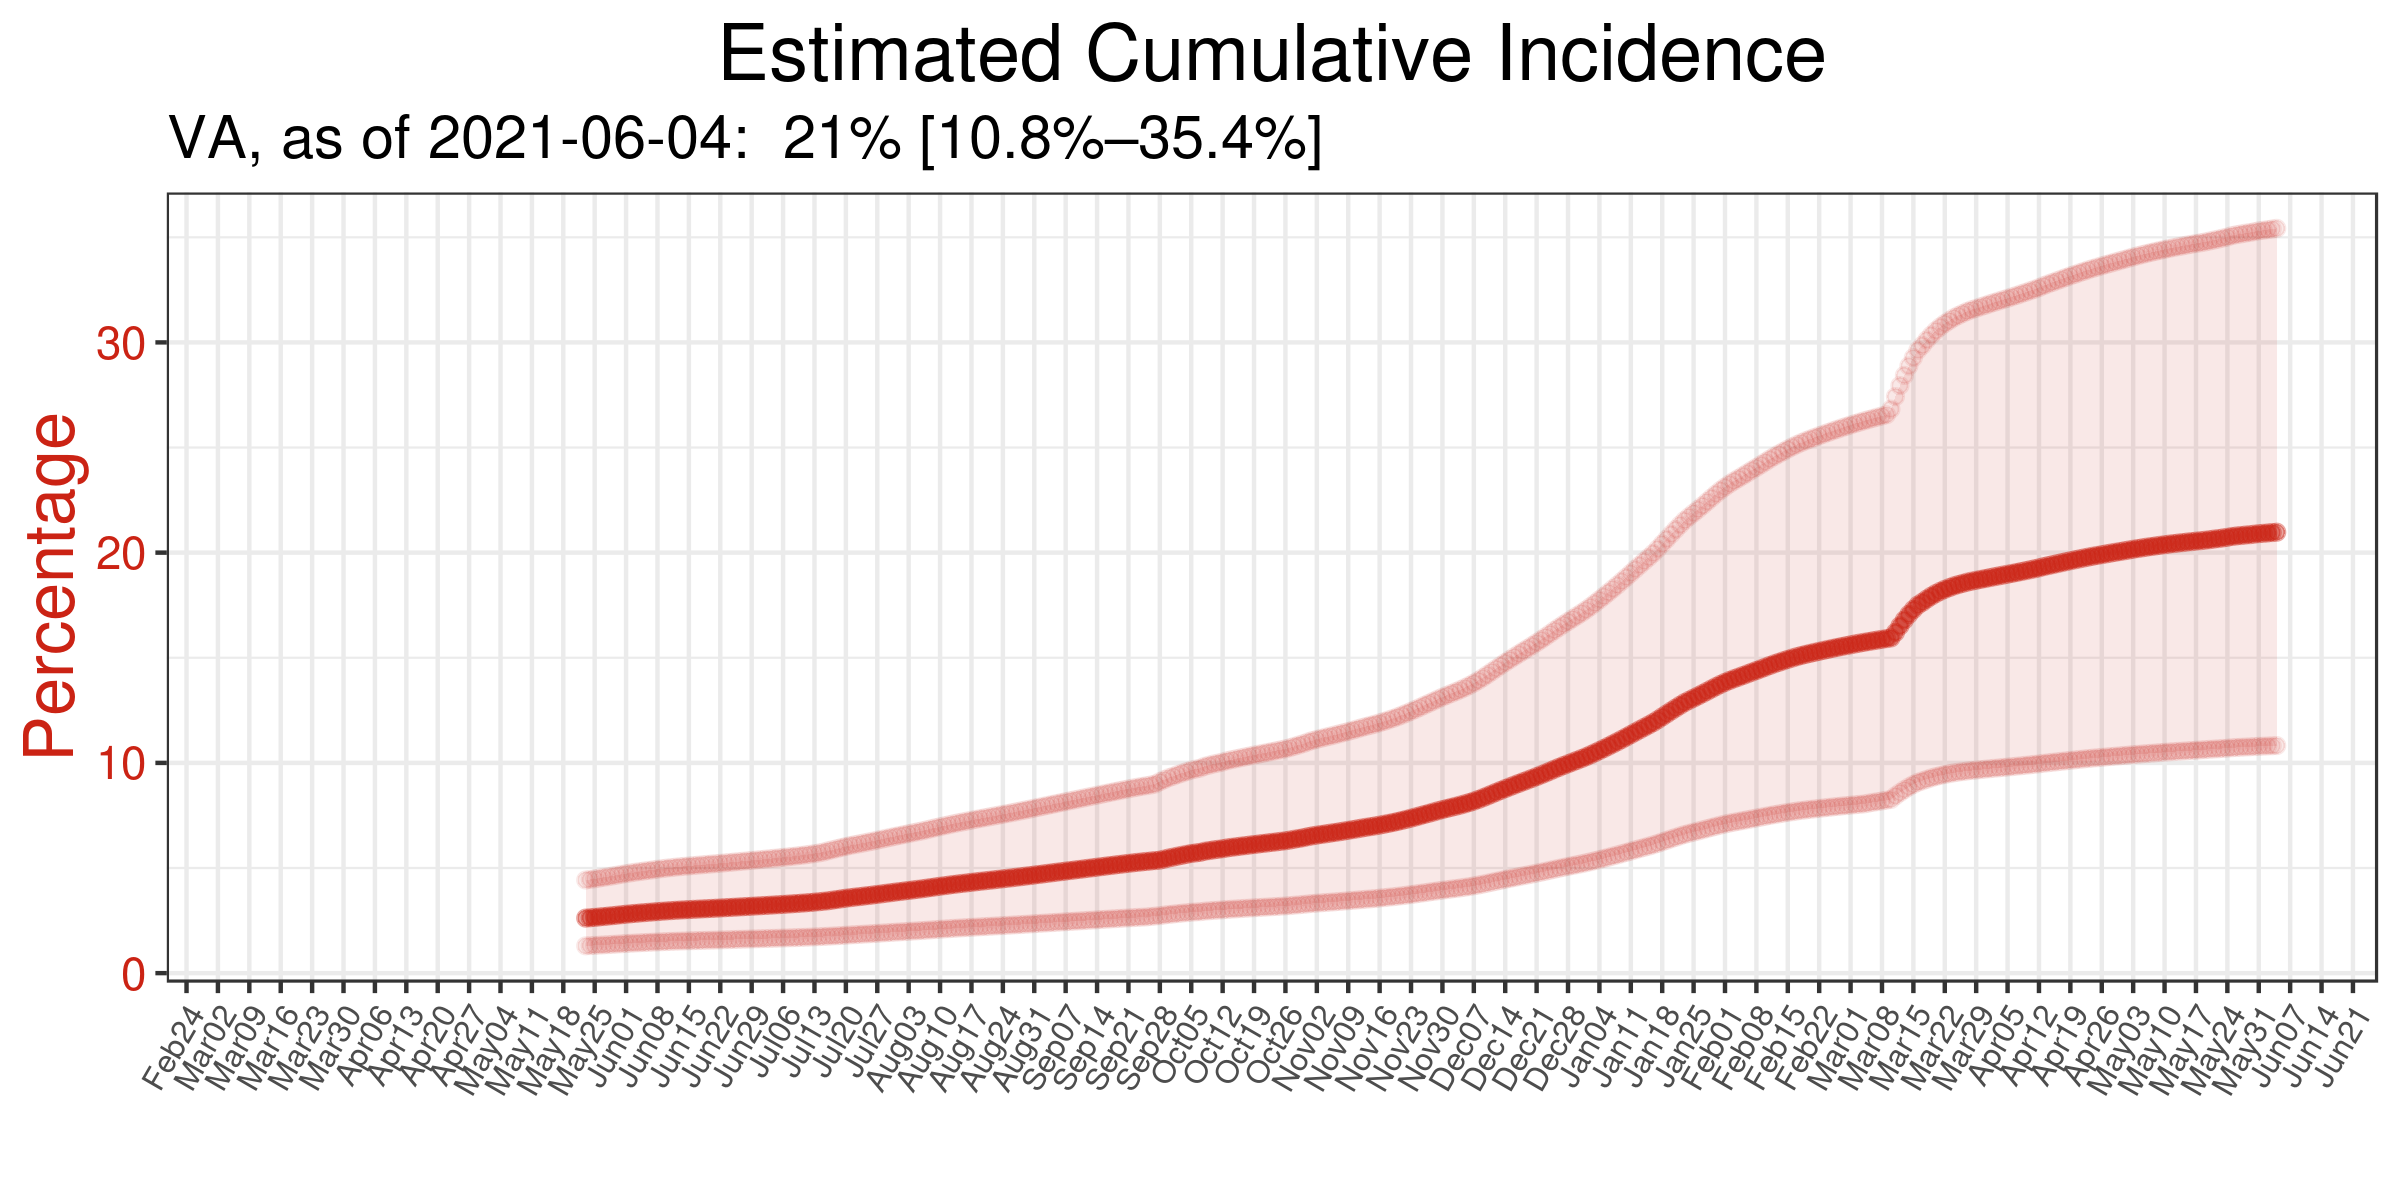 Estimated Cumulative Incidence
VA, as of 2021-06-04:  21% [10.8%–35.4%]
Percentage
30
20
10
0
Feb24
Mar02
Mar09
Mar16
Mar23
Mar30
Apr06
Apr13
Apr20
Apr27
May04
May11
May18
May25
Jun01
Jun08
Jun15
Jun22
Jun29
Jul06
Jul13
Jul20
Jul27
Aug03
Aug10
Aug17
Aug24
Aug31
Sep07
Sep14
Sep21
Sep28
Oct05
Oct12
Oct19
Oct26
Nov02
Nov09
Nov16
Nov23
Nov30
Dec07
Dec14
Dec21
Dec28
Jan04
Jan11
Jan18
Jan25
Feb01
Feb08
Feb15
Feb22
Mar01
Mar08
Mar15
Mar22
Mar29
Apr05
Apr12
Apr19
Apr26
May03
May10
May17
May24
May31
Jun07
Jun14
Jun21